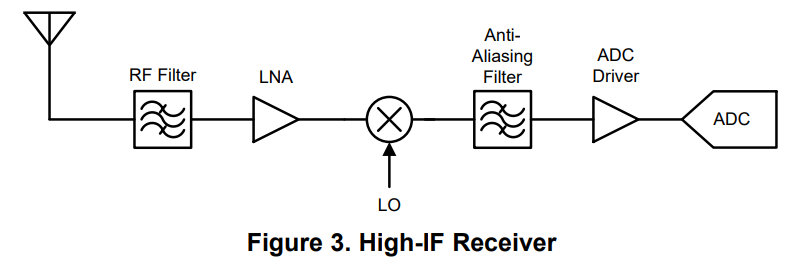 RF Filter
LNA
LO
Anti-
Aliasing
Filter
ADC
Driver
ADC
Figure 3. High-IF Receiver